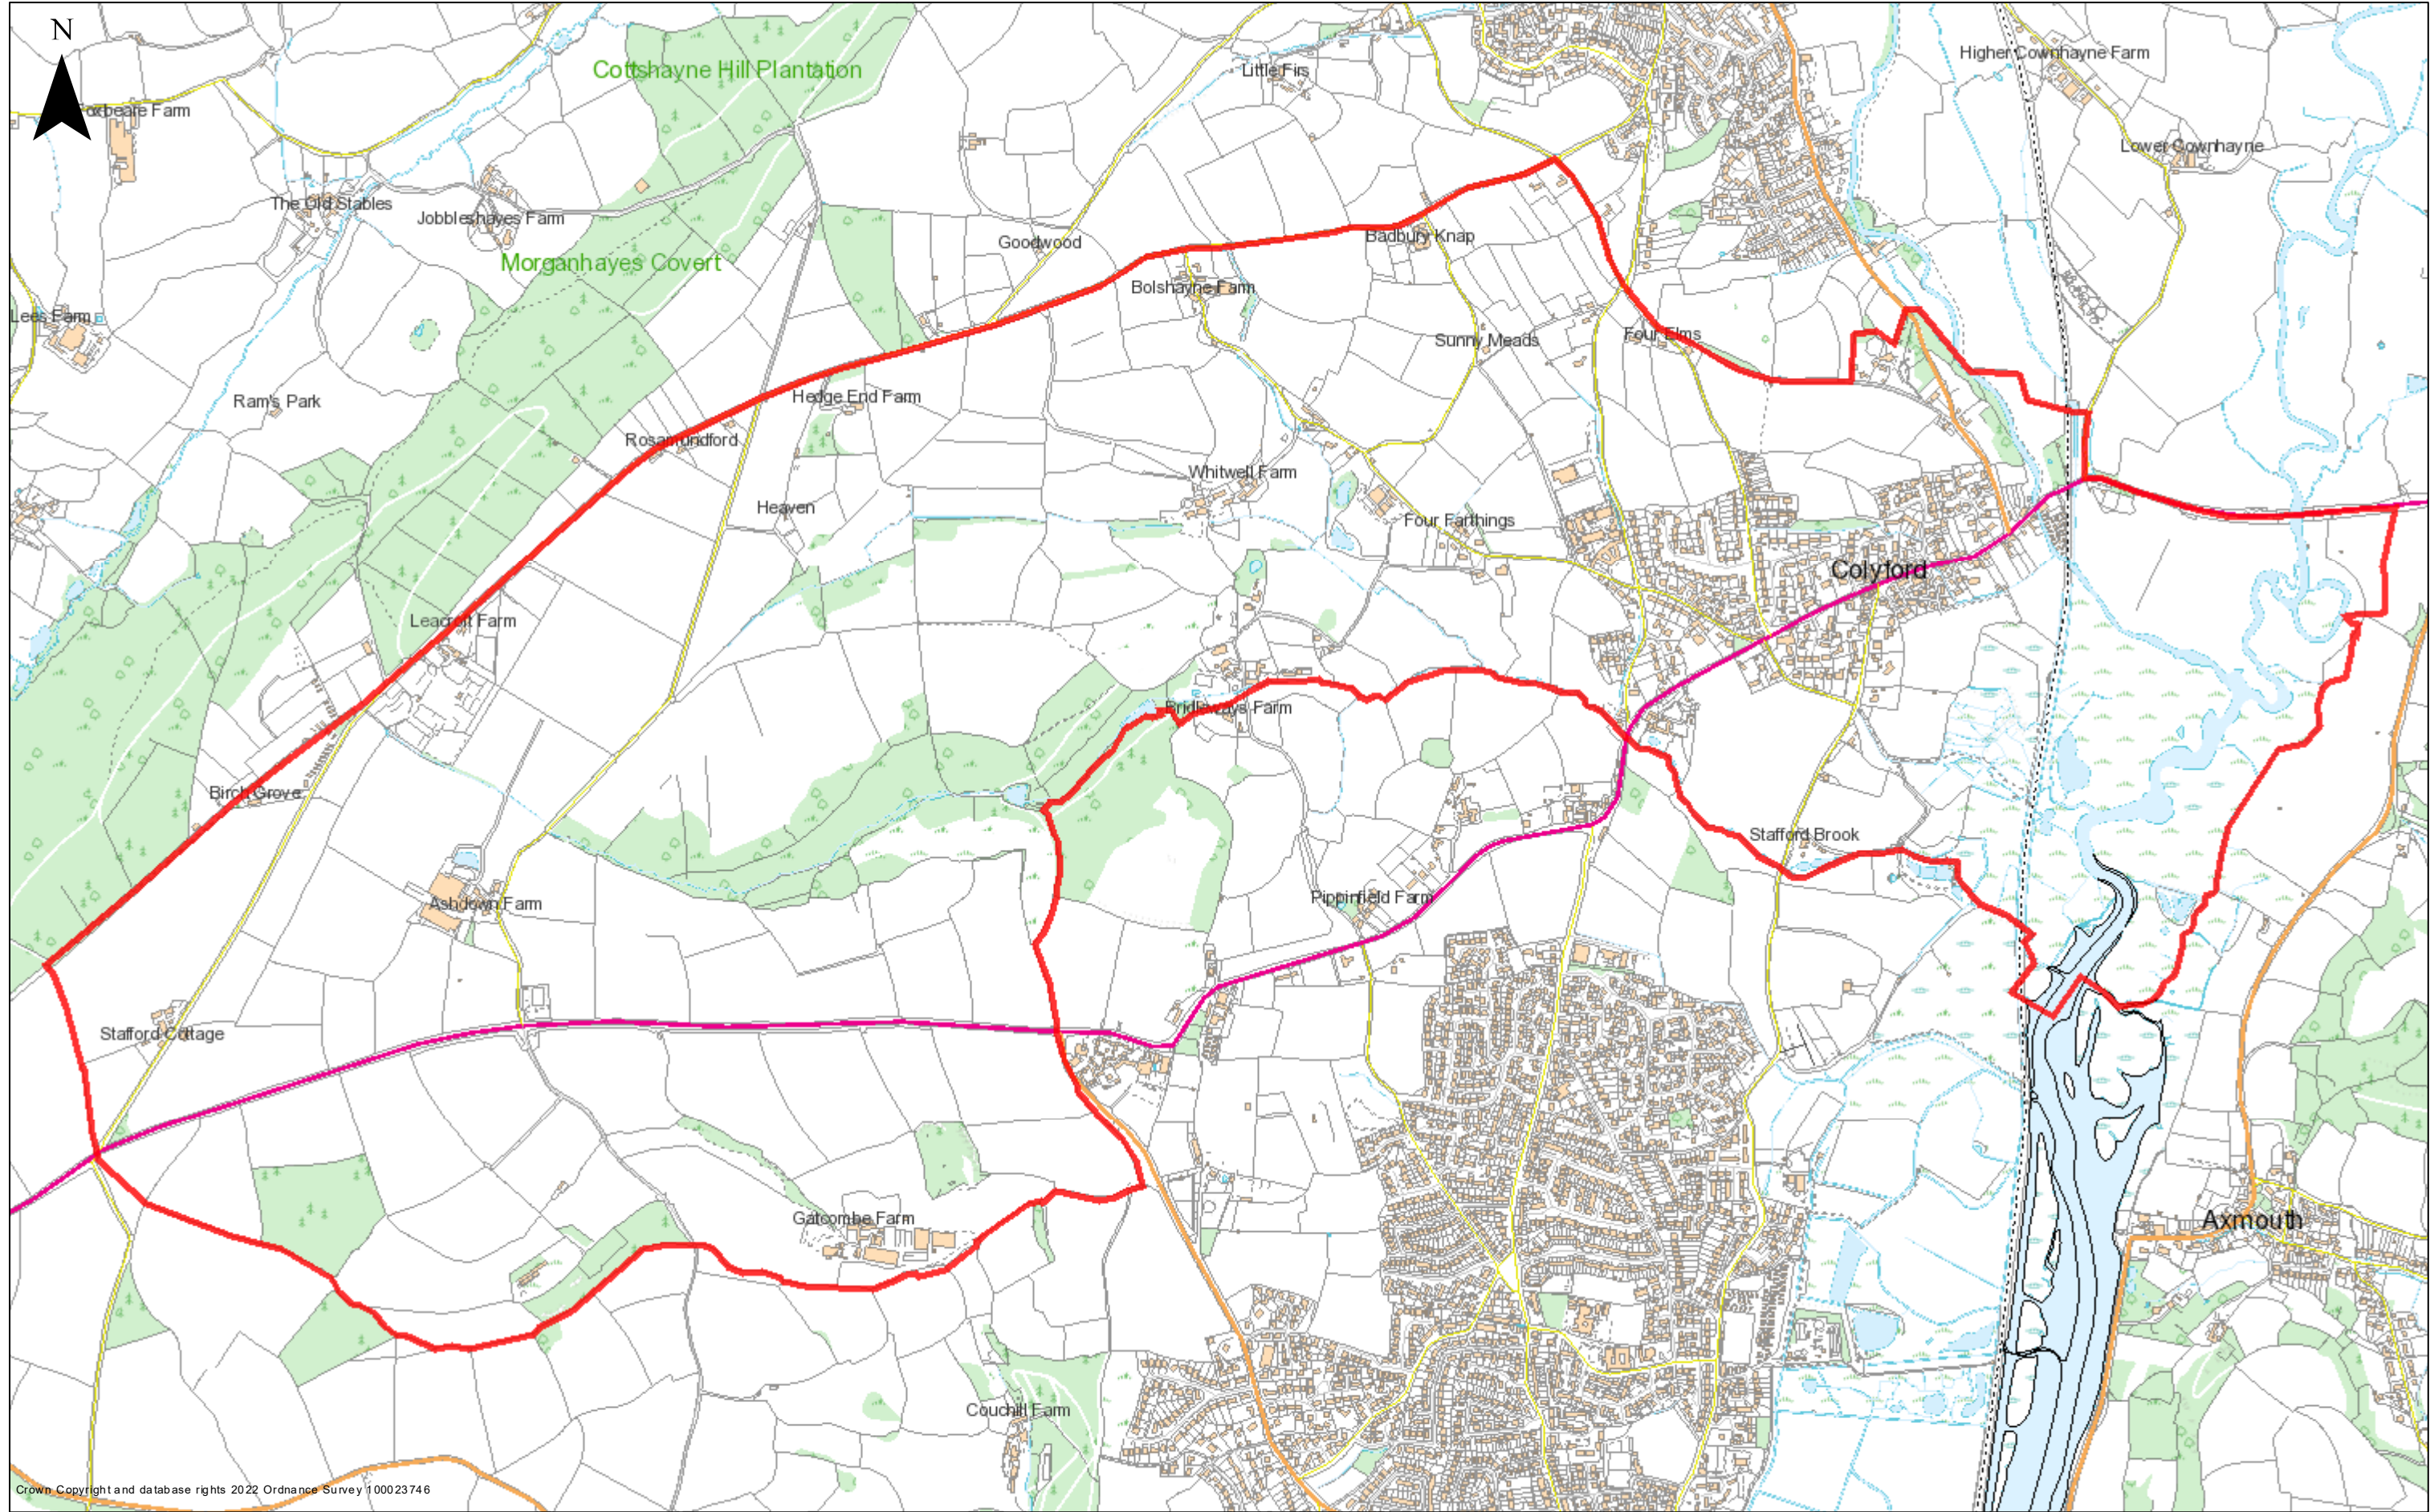 N
Higher Cownhayne Farm
Cottshayne Hill Plantation
Little Firs
Foxbeare Farm
Lower Cownhayne
The Old Stables
Jobbleshayes Farm
Badbury Knap
Goodwood
Morganhayes Covert
Bolshayne Farm
Lees Farm
Four Elms
Sunny Meads
Hedge End Farm
Ram's Park
Rosamundford
Whitwell Farm
Heaven
Four Farthings
Colyford
Leacroft Farm
Bridleways Farm
Birch Grove
Stafford Brook
Pippinfield Farm
Ashdown Farm
Stafford Cottage
Gatcombe Farm
Axmouth
Couchill Farm
Crown Copyright and database rights 2022 Ordnance Survey 100023746